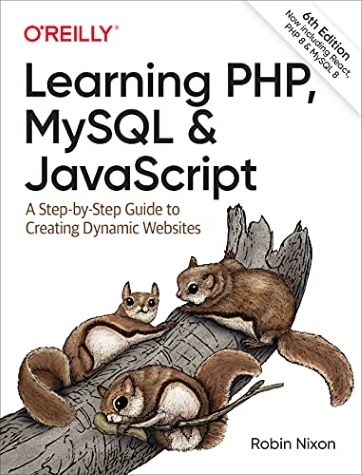 O'REILLY®
6th Edition
Now including React,
PHP 8 & MySQL 8
Learning PHP,
MySQL &
JavaScript
A Step-by-Step Guide to
Creating Dynamic Websites
Robin Nixon